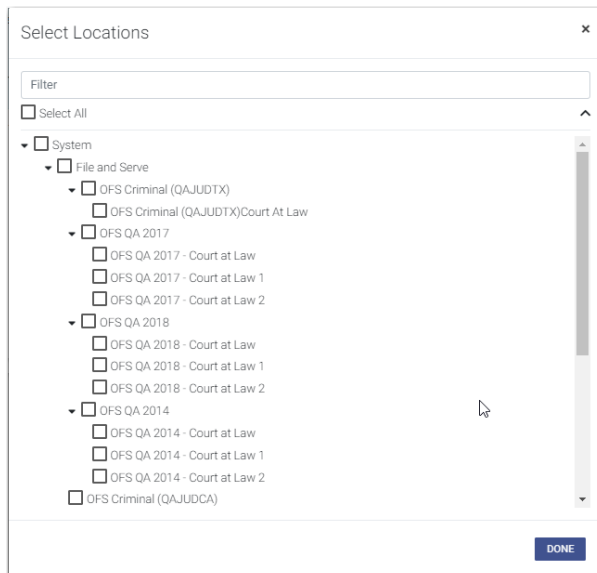 Select Locations ×
Filter
Select All
System
File and Serve
OFS Criminal (QAJUDTX)
OFS Criminal (QAJUDTX)Court At Law
OFS QA 2017
OFS QA 2017 - Court at Law
OFS QA 2017 - Court at Law 1
OFS QA 2017 - Court at Law 2
OFS QA 2018
OFS QA 2018 - Court at Law
OFS QA 2018 - Court at Law 1
OFS QA 2018 - Court at Law 2
OFS QA 2014
OFS QA 2014 - Court at Law
OFS QA 2014 - Court at Law 1
OFS QA 2014 - Court at Law 2
OFS Criminal (QAJUDCA)
DONE